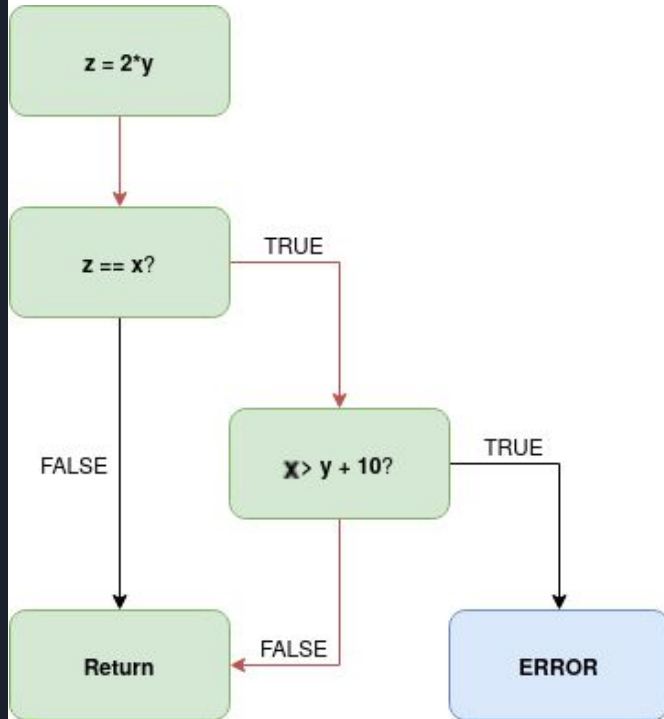 z = 2*y
z == x?
TRUE
x > y + 10?
TRUE
FALSE
FALSE
Return
ERROR